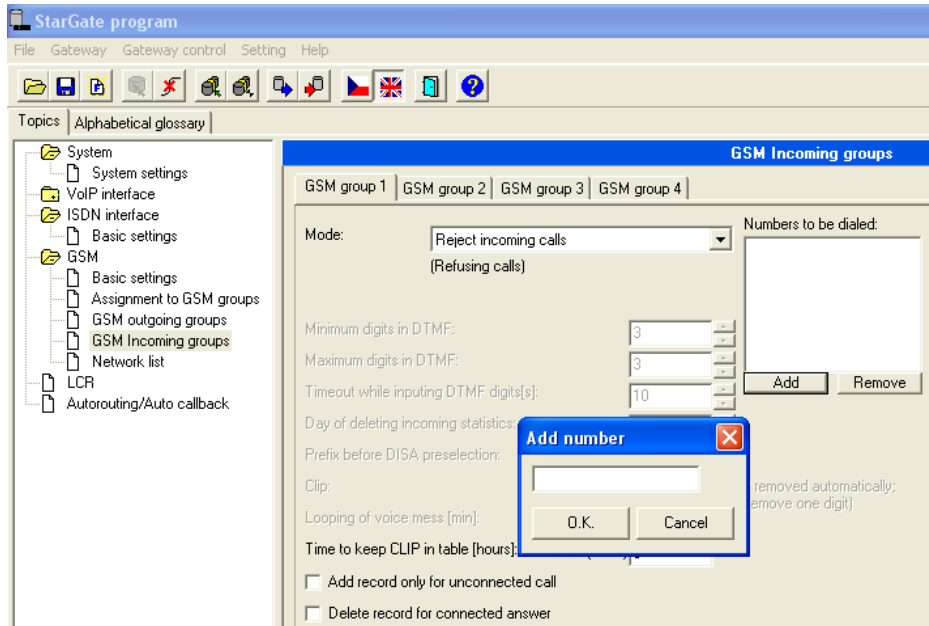 StarGate program
File Gateway Gateway control Setting Help
Topics Alphabetical glossary
System
System settings
VoIP interface
ISDN interface
Basic settings
GSM
Basic settings
Assignment to GSM groups
GSM outgoing groups
GSM Incoming groups
Network list
LCR
Autorouting/Auto callback
GSM Incoming groups
GSM group 1 GSM group 2 GSM group 3 GSM group 4
Mode: Reject incoming calls
(Refusing calls)
Numbers to be dialed:
Add Remove
Minimum digits in DTMF: 3
Maximum digits in DTMF: 3
Timeout while inputing DTMF digits[s]: 10
Day of deleting incoming statistics:
Prefix before DISA preselection:
Clip:
removed automatically;
emove one digit)
Looping of voice mess [min]:
Time to keep CLIP in table [hours]:
Add record only for unconnected call
Delete record for connected answer
Add number
O.K. Cancel